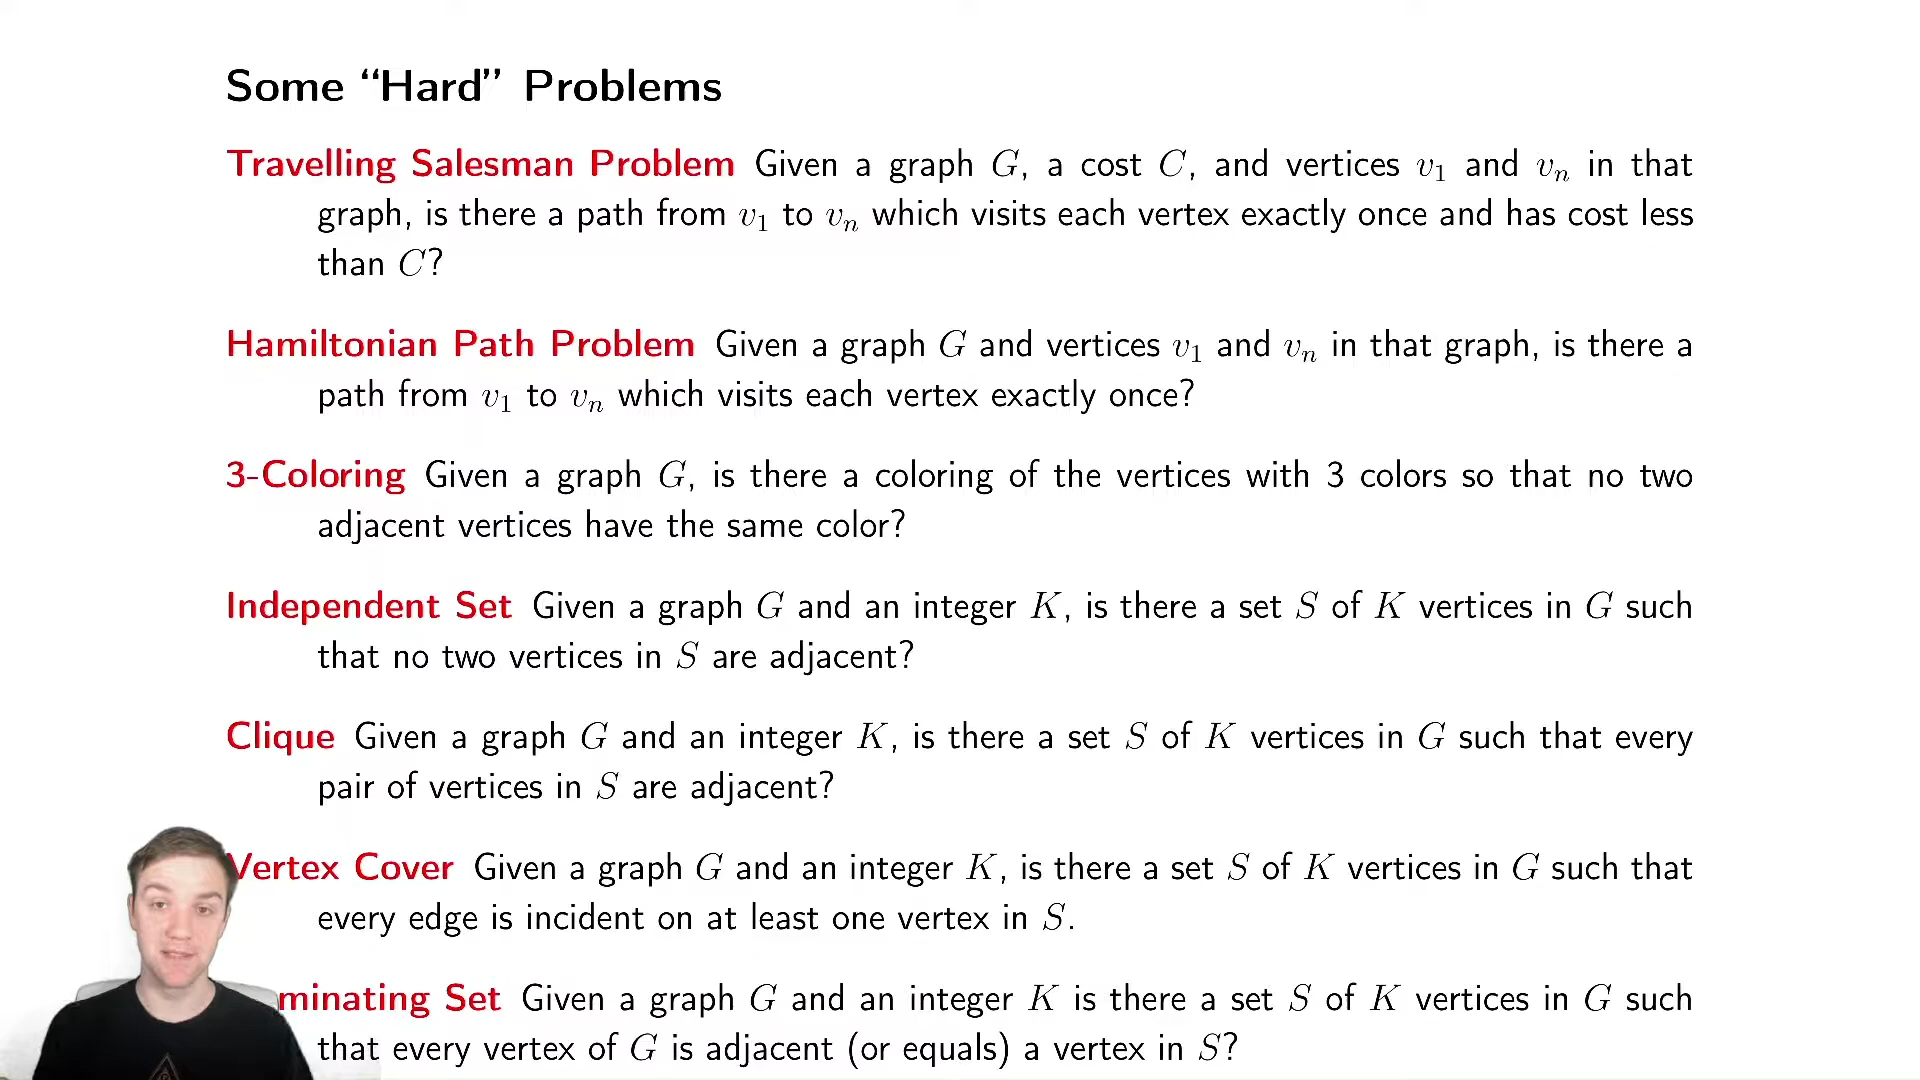 Some “Hard” Problems
Travelling Salesman Problem Given a graph G, a cost C, and vertices v₁ and vₙ in that
graph, is there a path from v₁ to vₙ which visits each vertex exactly once and has cost less
than C?
Hamiltonian Path Problem Given a graph G and vertices v₁ and vₙ in that graph, is there a
path from v₁ to vₙ which visits each vertex exactly once?
3-Coloring Given a graph G, is there a coloring of the vertices with 3 colors so that no two
adjacent vertices have the same color?
Independent Set Given a graph G and an integer K, is there a set S of K vertices in G such
that no two vertices in S are adjacent?
Clique Given a graph G and an integer K, is there a set S of K vertices in G such that every
pair of vertices in S are adjacent?
Vertex Cover Given a graph G and an integer K, is there a set S of K vertices in G such that
every edge is incident on at least one vertex in S.
minating Set Given a graph G and an integer K is there a set S of K vertices in G such
that every vertex of G is adjacent (or equals) a vertex in S?